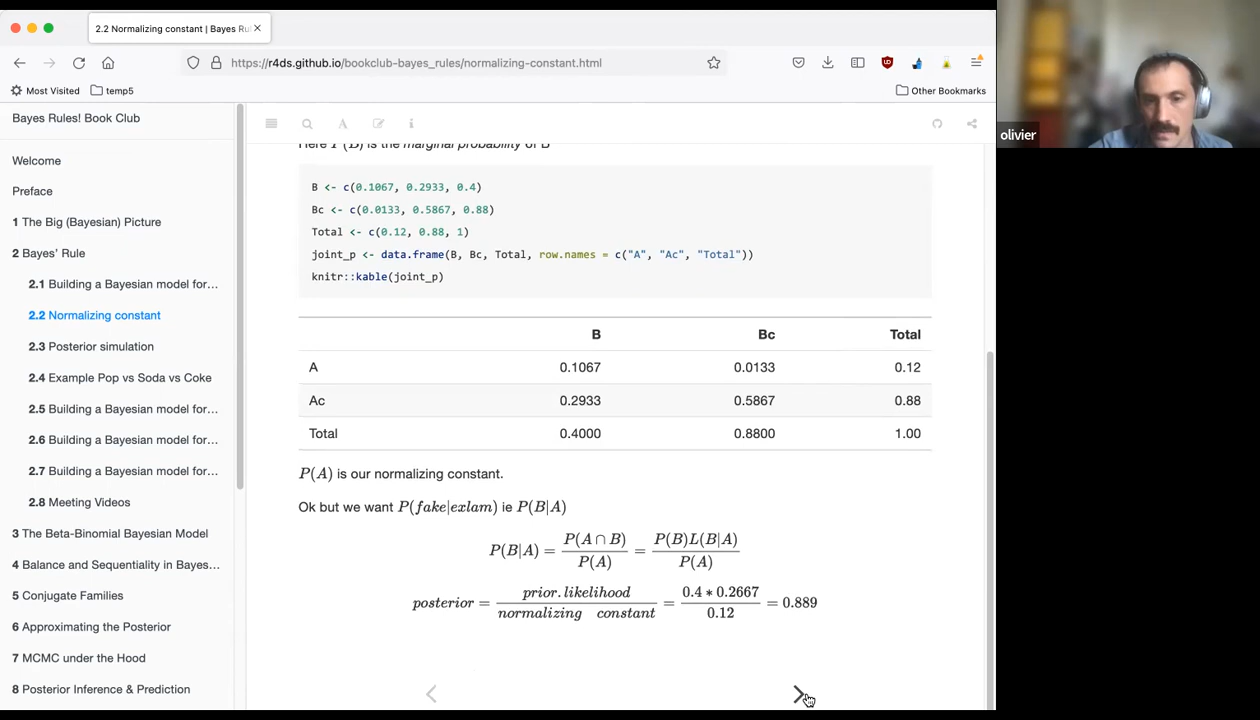 2.2 Normalizing constant | Bayes Ru
https://r4ds.github.io/bookclub-bayes_rules/normalizing-constant.html
Most Visited
temp5
Other Bookmarks
Bayes Rules! Book Club
Welcome
Preface
1 The Big (Bayesian) Picture
2 Bayes' Rule
2.1 Building a Bayesian model for...
2.2 Normalizing constant
2.3 Posterior simulation
2.4 Example Pop vs Soda vs Coke
2.5 Building a Bayesian model for...
2.6 Building a Bayesian model for...
2.7 Building a Bayesian model for...
2.8 Meeting Videos
3 The Beta-Binomial Bayesian Model
4 Balance and Sequentiality in Bayes...
5 Conjugate Families
6 Approximating the Posterior
7 MCMC under the Hood
8 Posterior Inference & Prediction
Here P(B) is the marginal probability of B
B <- c(0.1067, 0.2933, 0.4)
Bc <- c(0.0133, 0.5867, 0.88)
Total <- c(0.12, 0.88, 1)
joint_p <- data.frame(B, Bc, Total, row.names = c("A", "Ac", "Total"))
knitr::kable(joint_p)
B Bc Total
A 0.1067 0.0133 0.12
Ac 0.2933 0.5867 0.88
Total 0.4000 0.8800 1.00
P(A) is our normalizing constant.
Ok but we want P(fake|exlam) ie P(B|A)
P(B|A) = P(A ∩ B) / P(A) = P(B)L(B|A) / P(A)
posterior = prior.likelihood / normalizing constant = 0.4 * 0.2667 / 0.12 = 0.889
olivier